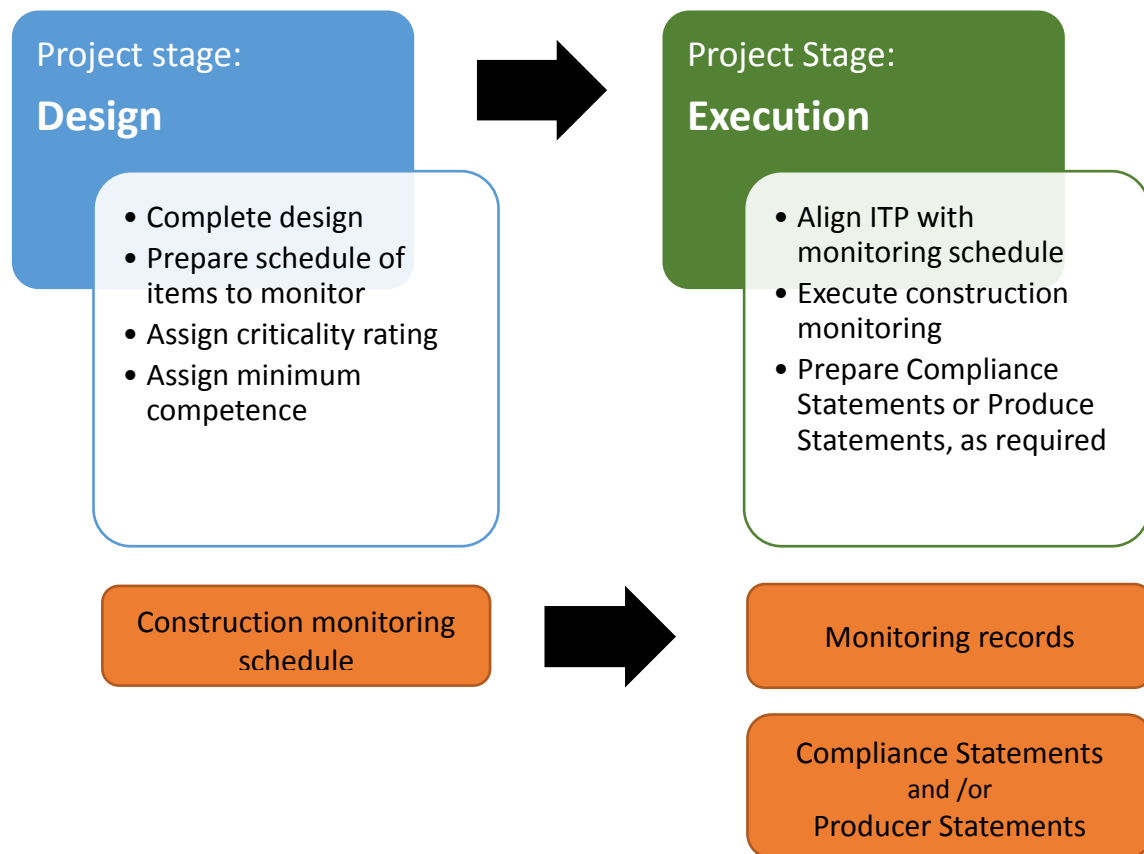 Project stage:
Design
• Complete design
• Prepare schedule of
items to monitor
• Assign criticality rating
• Assign minimum
competence
Project Stage:
Execution
• Align ITP with
monitoring schedule
• Execute construction
monitoring
• Prepare Compliance
Statements or Produce
Statements, as required
Construction monitoring
schedule
Monitoring records
Compliance Statements
and /or
Producer Statements